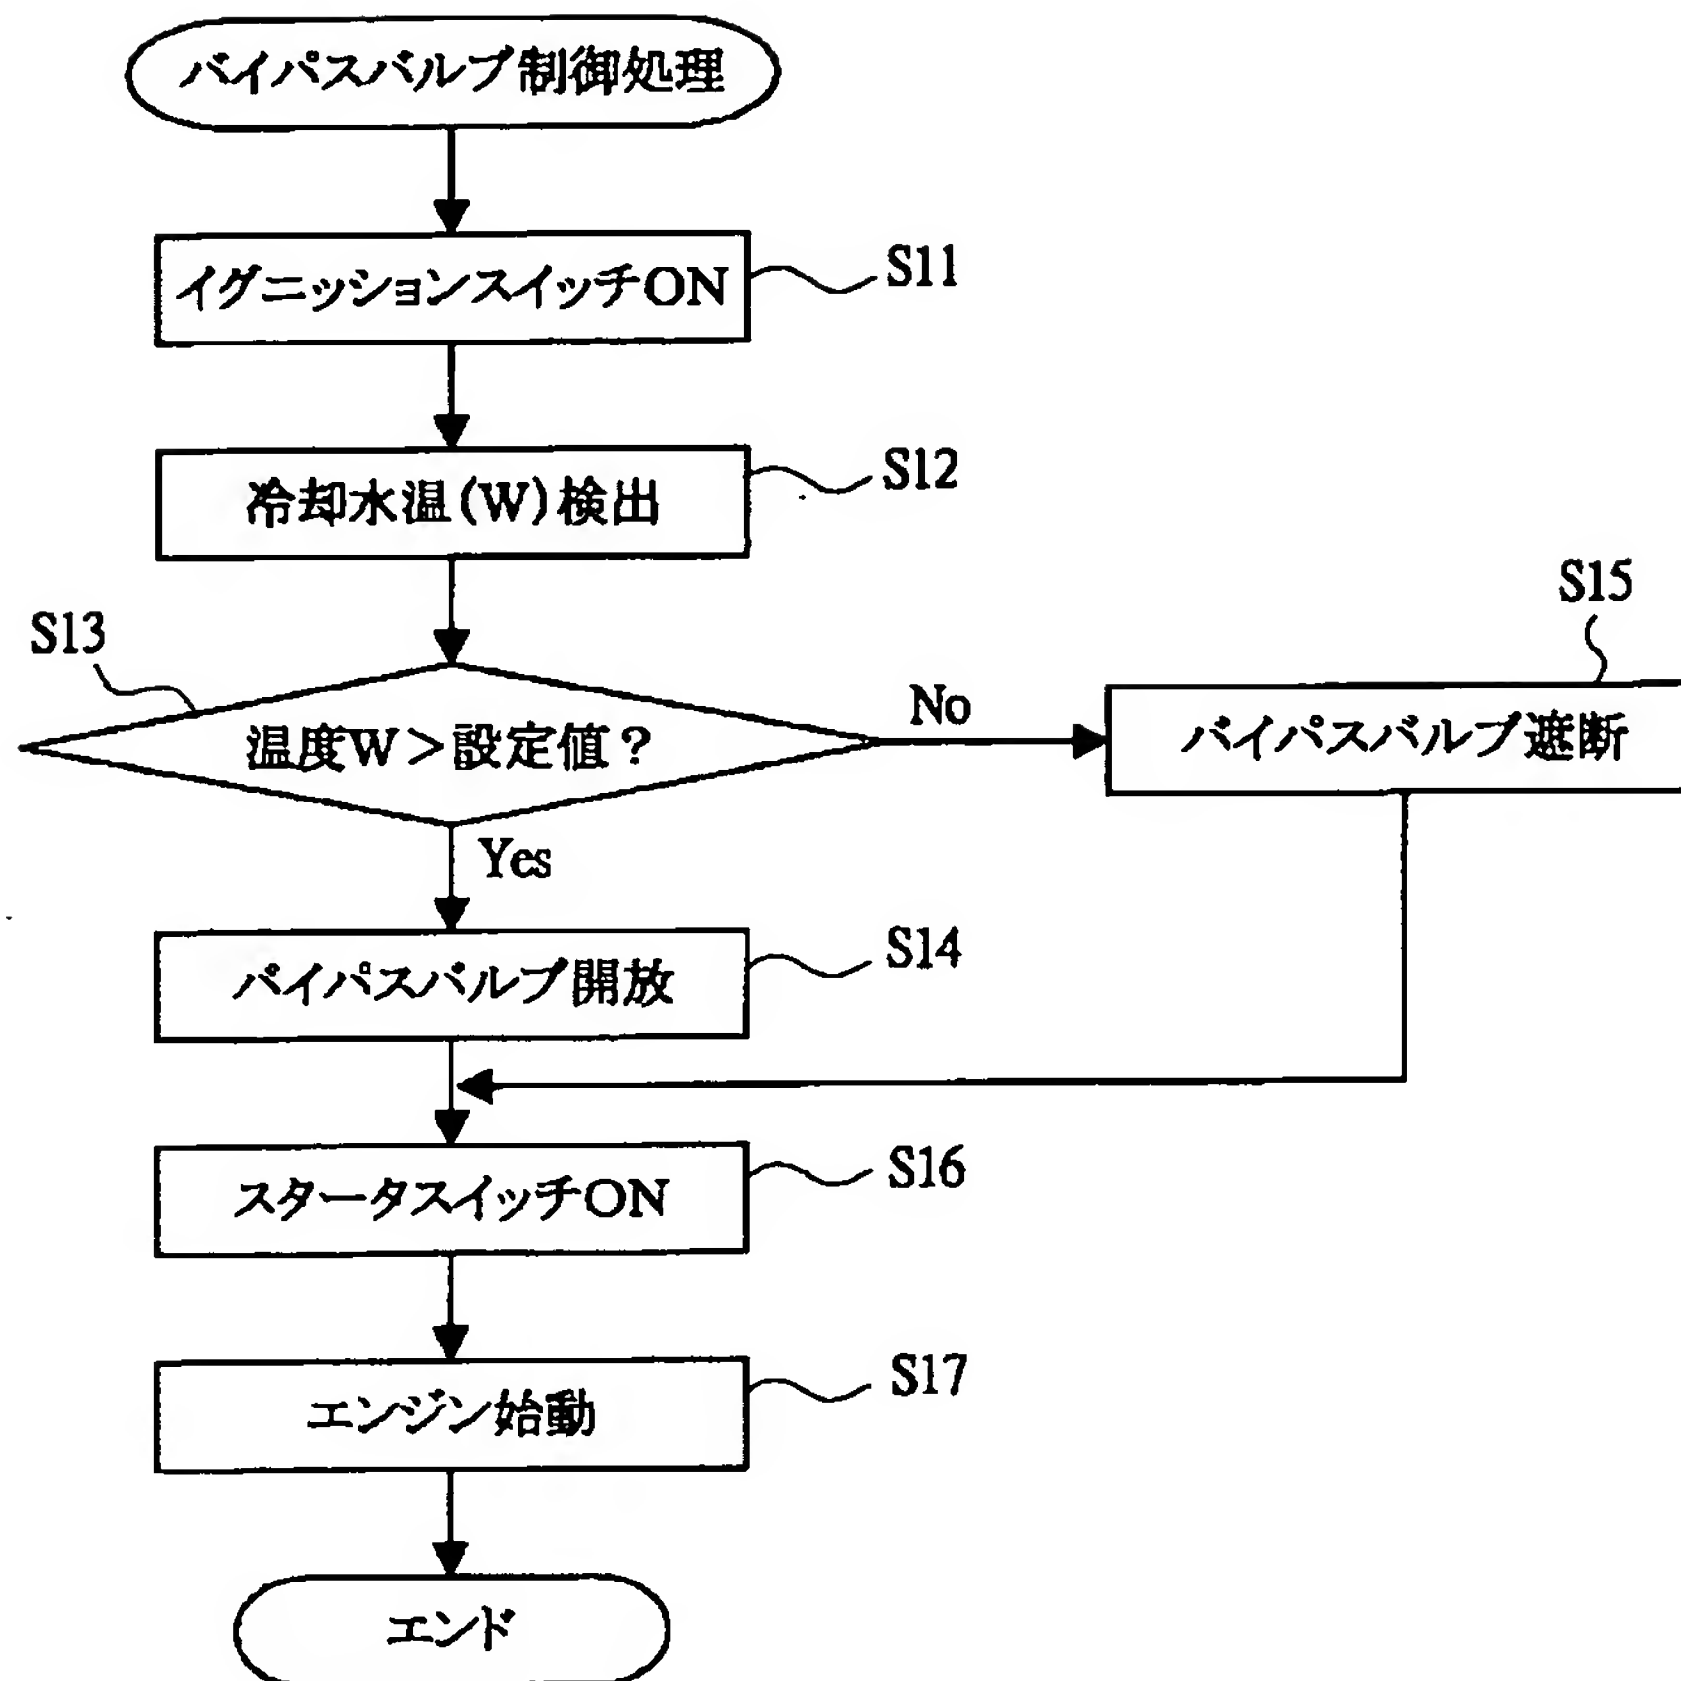 バイパスバルブ制御処理
イグニッションスイッチON
S11
冷却水温(W)検出
S12
S13
温度W>設定値?
No
S15
バイパスバルブ遮断
Yes
バイパスバルブ開放
S14
スタータスイッチON
S16
エンジン始動
S17
エンド